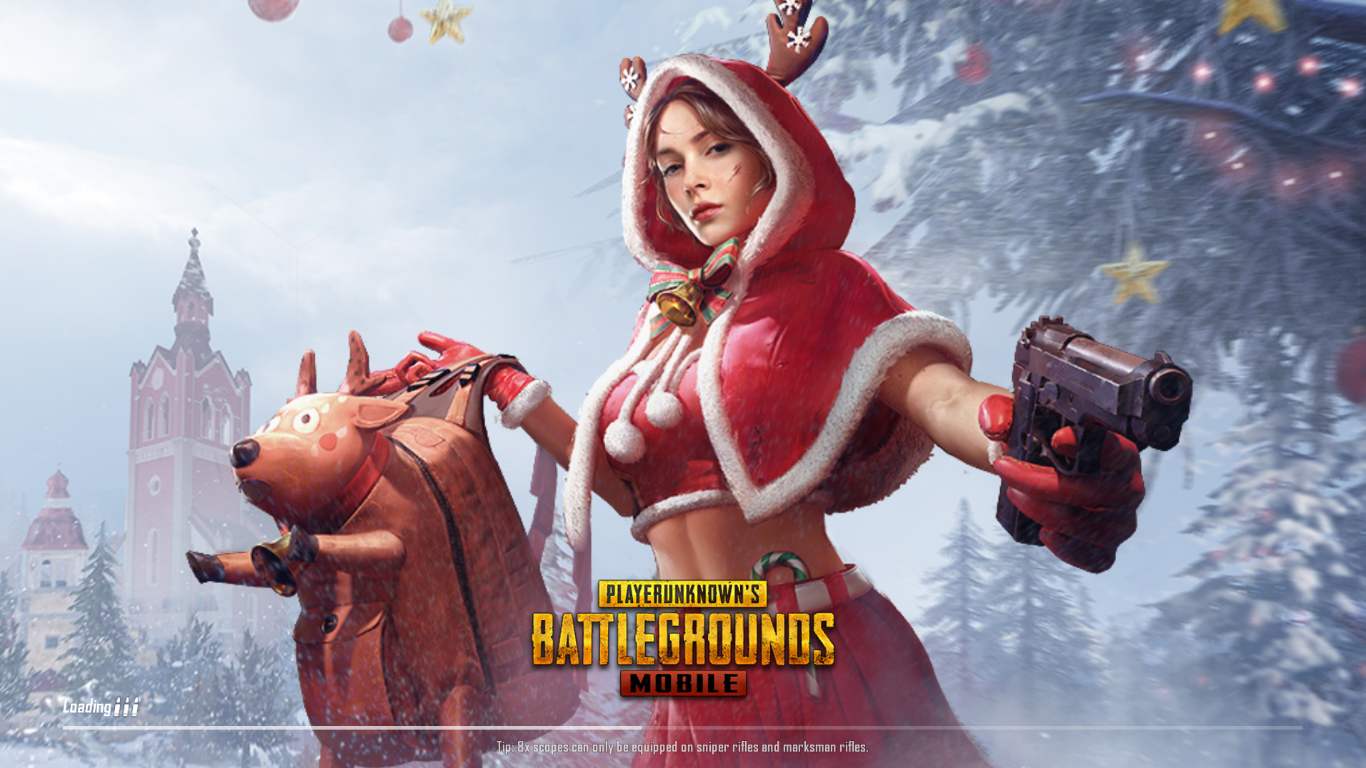 PLAYERUNKNOWN'S
BATTLEGROUNDS
MOBILE
Loading
Tip: 8x scopes can only be equipped on sniper rifles and marksman rifles.